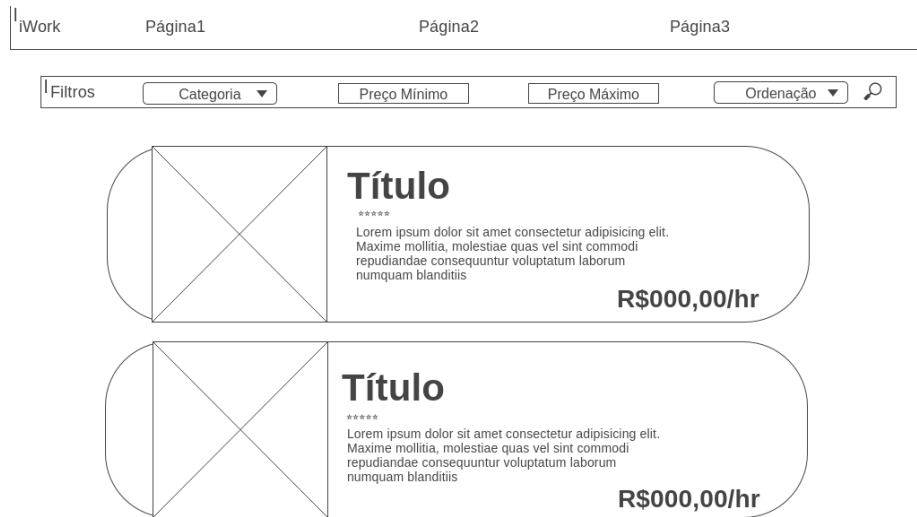 iWork Página1 Página2 Página3
Filtros Categoria Preço Mínimo Preço Máximo Ordenação
Título
*****
Lorem ipsum dolor sit amet consectetur adipisicing elit.
Maxime mollitia, molestiae quas vel sint commodi
repudiandae consequuntur voluptatum laborum
numquam blanditiis
R$000,00/hr
Título
*****
Lorem ipsum dolor sit amet consectetur adipisicing elit.
Maxime mollitia, molestiae quas vel sint commodi
repudiandae consequuntur voluptatum laborum
numquam blanditiis
R$000,00/hr